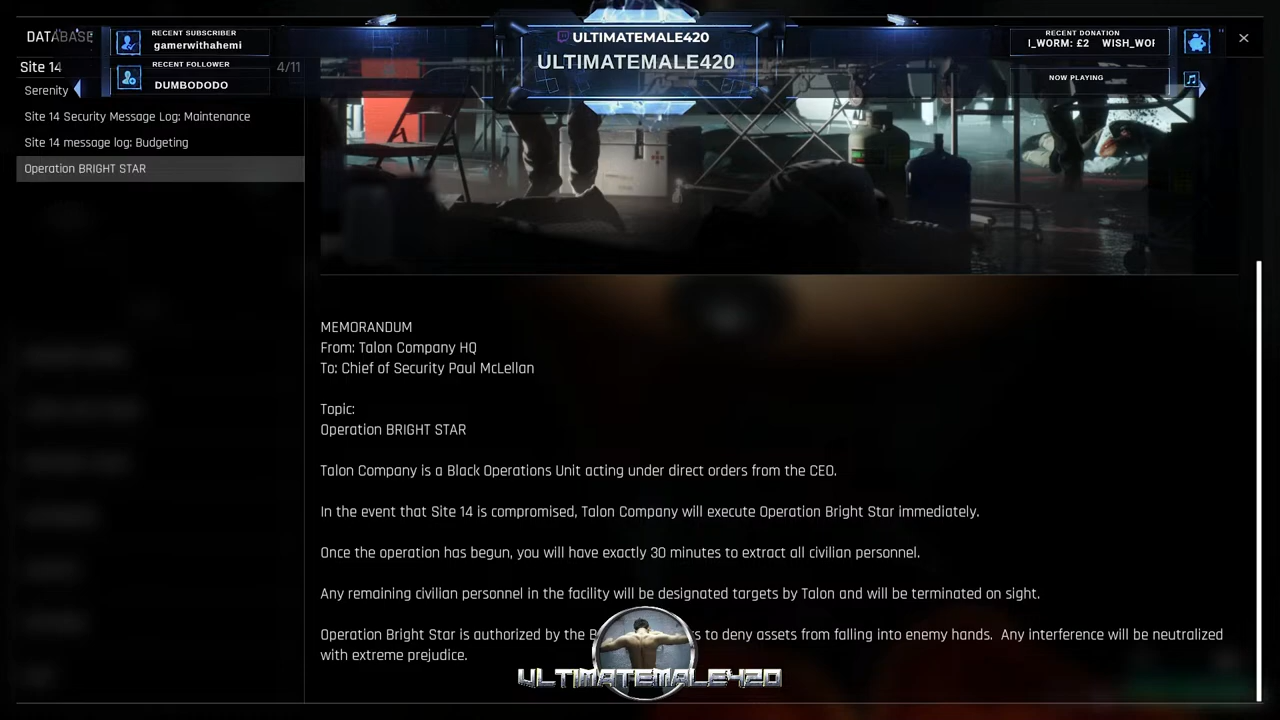 DATABASE
RECENT SUBSCRIBER
gamerwithahemi
RECENT FOLLOWER
DUMBODODO
ULTIMATEMALE420
ULTIMATEMALE420
RECENT DONATION
_WORM: £2 WISH_WOR
NOW PLAYING
Site 14
4/11
Serenity
Site 14 Security Message Log: Maintenance
Site 14 message log: Budgeting
Operation BRIGHT STAR
MEMORANDUM
From: Talon Company HQ
To: Chief of Security Paul McLellan
Topic:
Operation BRIGHT STAR
Talon Company is a Black Operations Unit acting under direct orders from the CEO.
In the event that Site 14 is compromised, Talon Company will execute Operation Bright Star immediately.
Once the operation has begun, you will have exactly 30 minutes to extract all civilian personnel.
Any remaining civilian personnel in the facility will be designated targets by Talon and will be terminated on sight.
Operation Bright Star is authorized by the to deny assets from falling into enemy hands. Any interference will be neutralized
with extreme prejudice.
ULTIMATEMALE420